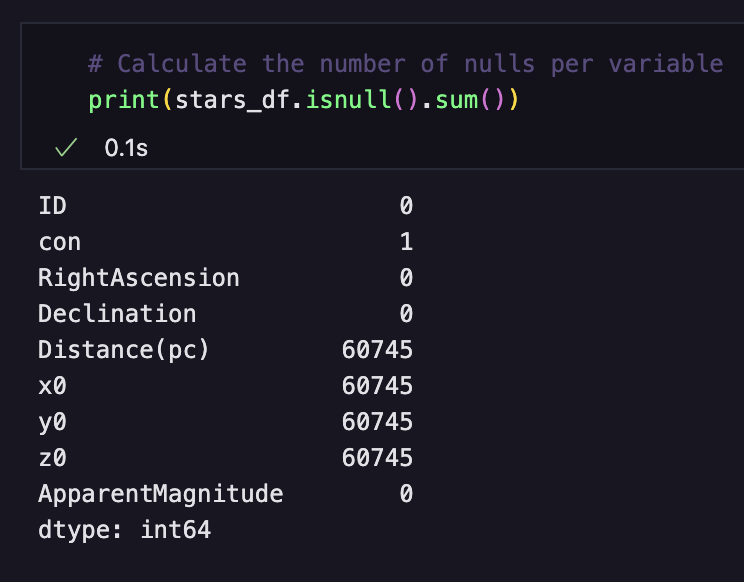 # Calculate the number of nulls per variable
print(stars_df.isnull().sum())
0.1s
ID 0
con 1
RightAscension 0
Declination 0
Distance(pc) 60745
x0 60745
y0 60745
z0 60745
ApparentMagnitude 0
dtype: int64